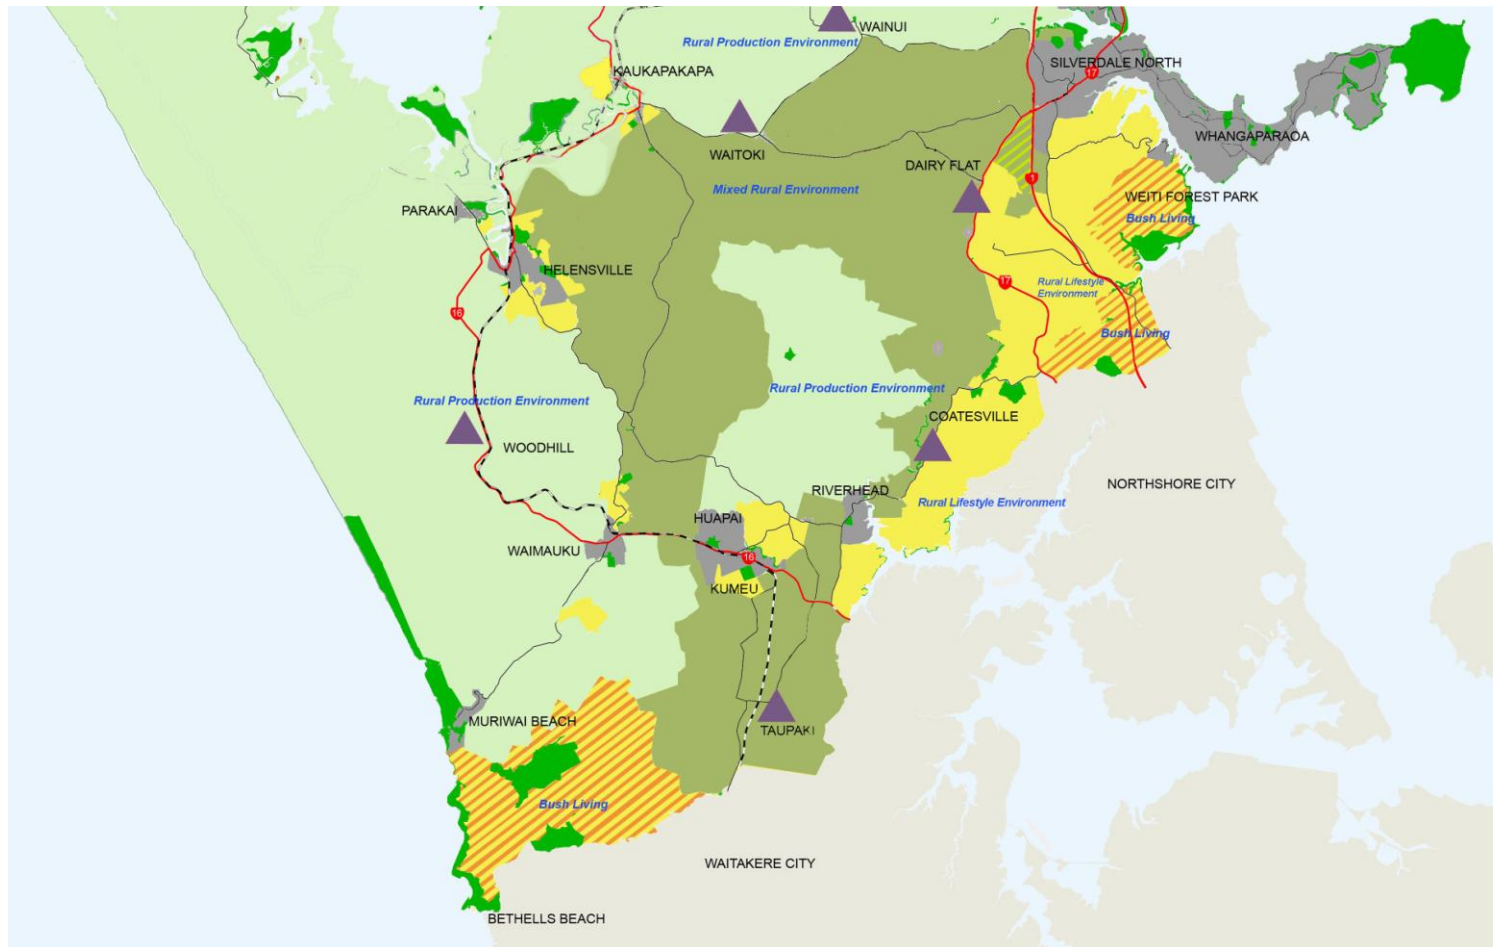 WAINUI
Rural Production Environment
SILVERDALE NORTH
KAUKAPAKAPA
17
WHANGAPARAOA
WAITOKI
DAIRY FLAT
1
Mixed Rural Environment
WEITI FOREST PARK
Bush Living
PARAKAI
HELENSVILLE
17
Rural Lifestyle
Environment
16
Bush Living
Rural Production Environment
Rural Production Environment
COATESVILLE
WOODHILL
NORTHSHORE CITY
RIVERHEAD
Rural Lifestyle Environment
HUAPAI
WAIMAUKU
16
KUMEU
MURIWAI BEACH
TAUPAKI
Bush Living
WAITAKERE CITY
BETHELLS BEACH